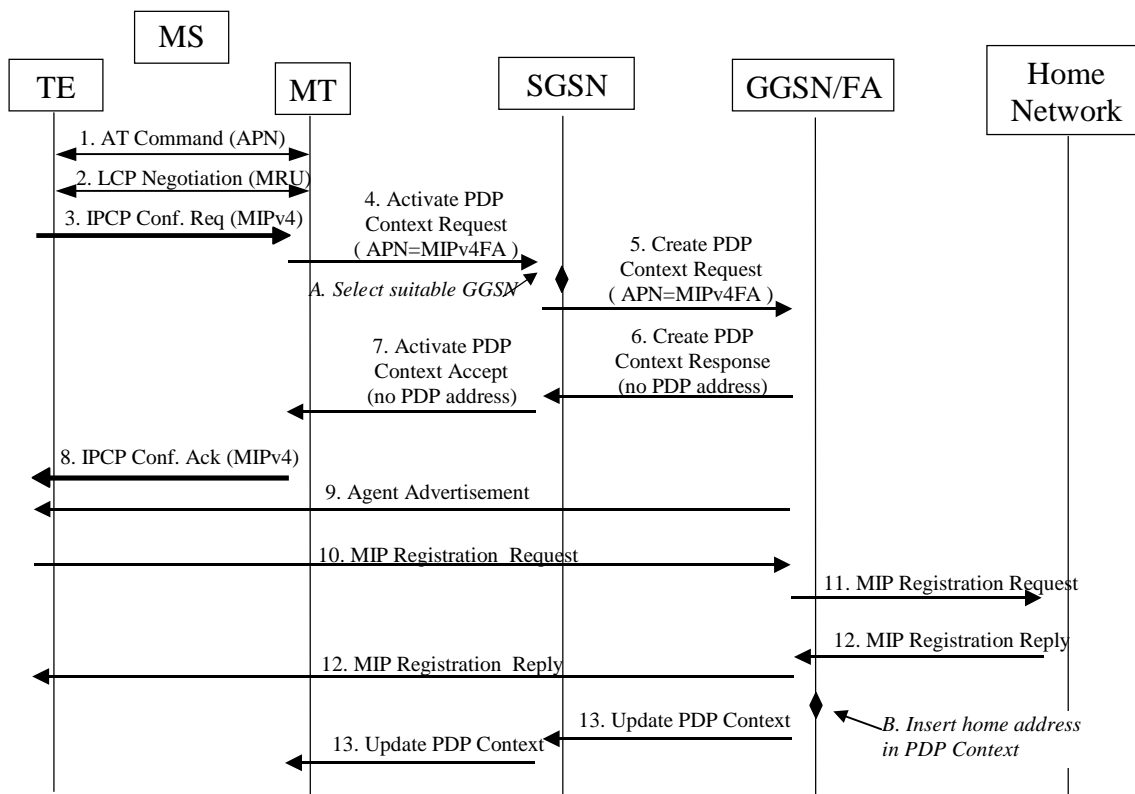 MS
TE
MT
SGSN
GGSN/FA
Home
Network
1. AT Command (APN)
2. LCP Negotiation (MRU)
3. IPCP Conf. Req (MIPv4)
4. Activate PDP
Context Request
( APN=MIPv4FA )
A. Select suitable GGSN
5. Create PDP
Context Request
( APN=MIPv4FA )
6. Create PDP
Context Response
(no PDP address)
7. Activate PDP
Context Accept
(no PDP address)
8. IPCP Conf. Ack (MIPv4)
9. Agent Advertisement
10. MIP Registration Request
11. MIP Registration Request
12. MIP Registration Reply
12. MIP Registration Reply
13. Update PDP Context
B. Insert home address
in PDP Context
13. Update PDP Context